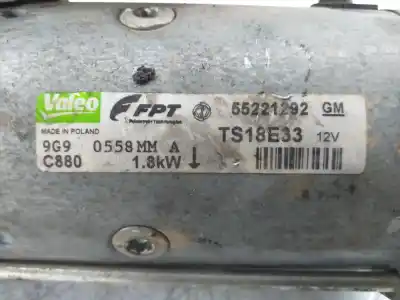 Valeo FPT 55221292 GM
MADE IN POLAND TS18E33 12V
9G9 0558MM A
C880 1.8kW ↓